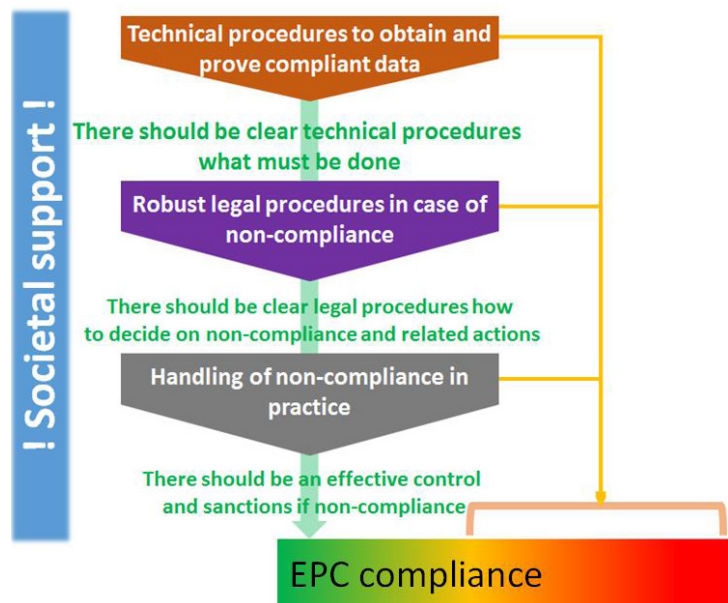 ! Societal support !
Technical procedures to obtain and
prove compliant data
There should be clear technical procedures
what must be done
Robust legal procedures in case of
non-compliance
There should be clear legal procedures how
to decide on non-compliance and related actions
Handling of non-compliance in
practice
There should be an effective control
and sanctions if non-compliance
EPC compliance